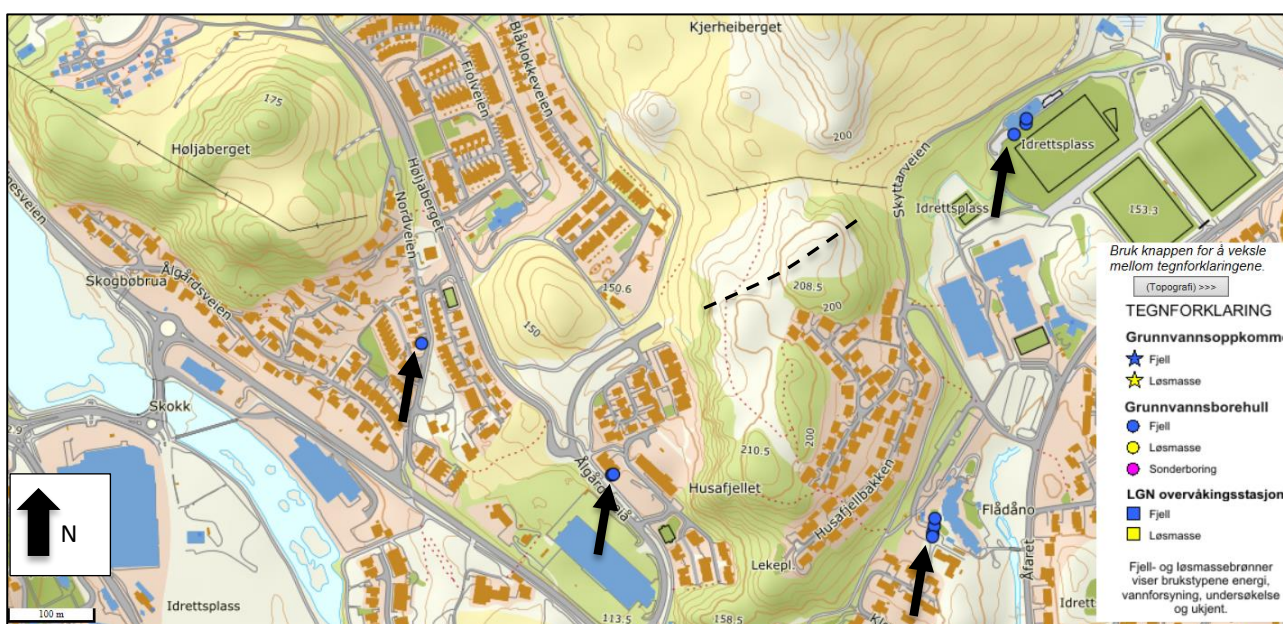 Kjerheiberget
Blåklokkeveien
Fiolveien
175
Høljaberget
Høljaberget
Nordveien
200
Skyttarveien
Idrettsplass
Idrettsplass
153.3
Skogbøbrua
Ålgårdsveien
150.6
150
208.5
200
Skokk
210.5
200
Husafjellet
Husafjellbakken
Flådåno
Lekepl.
Åfaret
Åfaret
Idrettsplass
113.5
158.5
N
100 m
Bruk knappen for å veksle
mellom tegnforklaringene.
(Topografi) >>>
TEGNFORKLARING
Grunnvannsoppkomme
Fjell
Løsmasse
Grunnvannsborehull
Fjell
Løsmasse
Sonderboring
LGN overvåkingsstasjon
Fjell
Løsmasse
Fjell- og løsmassebrønner
viser brukstypene energi,
vannforsyning, undersøkelse
og ukjent.